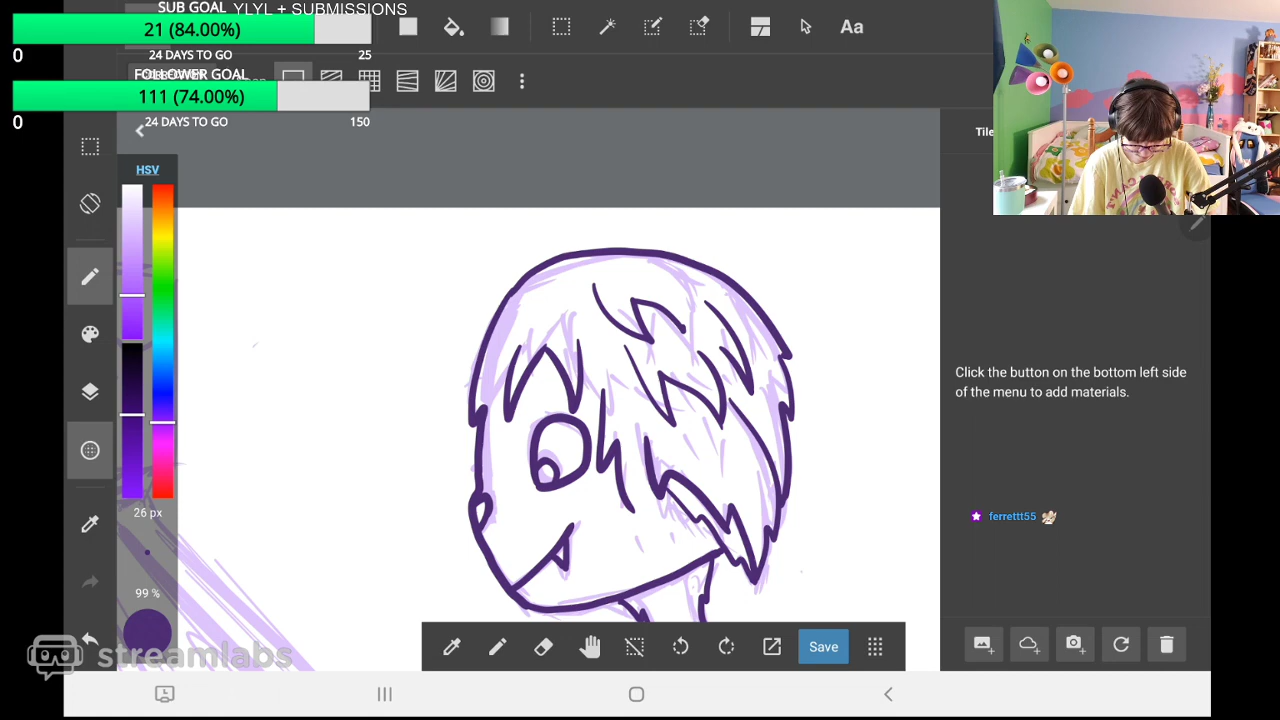 SUB GOAL
YLYL + SUBMISSIONS
21 (84.00%)
0
24 DAYS TO GO
25
FOLLOWER GOAL
111 (74.00%)
0
24 DAYS TO GO
150
Aa
HSV
26 px
99 %
Tile
Click the button on the bottom left side
of the menu to add materials.
ferrettt55
Save
streamlabs